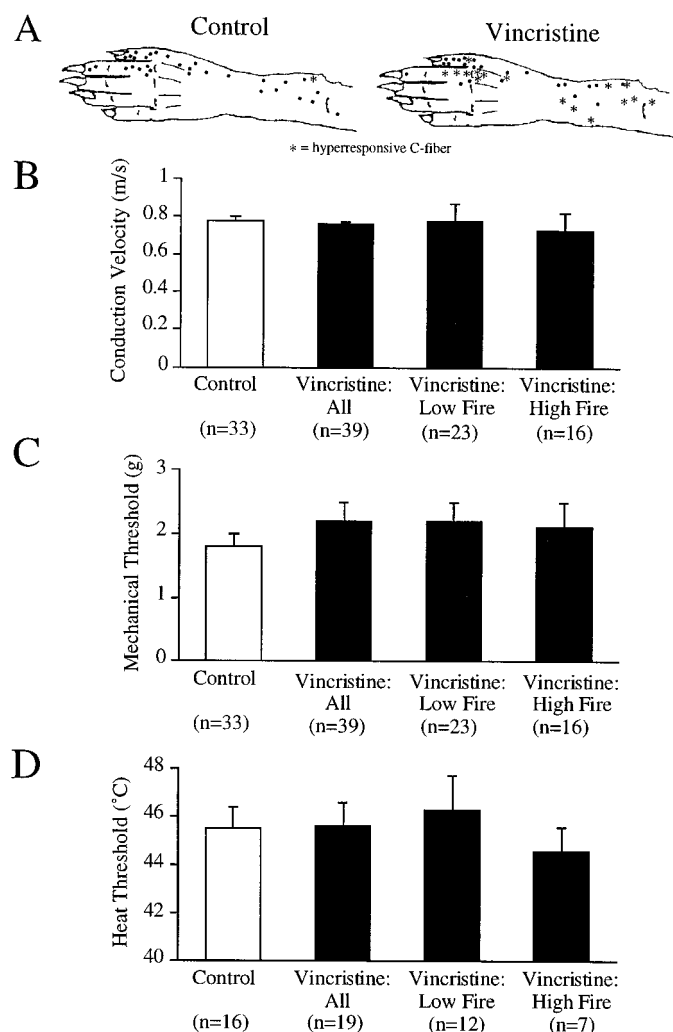 A
Control
Vincristine
* = hyperresponsive C-fiber
B
Conduction Velocity (m/s)
1
0.8
0.6
0.4
0.2
0
Control
Vincristine:
All
Vincristine:
Low Fire
Vincristine:
High Fire
(n=33)
(n=39)
(n=23)
(n=16)
C
Mechanical Threshold (g)
3
2
1
0
Control
Vincristine:
All
Vincristine:
Low Fire
Vincristine:
High Fire
(n=33)
(n=39)
(n=23)
(n=16)
D
Heat Threshold (°C)
48
46
44
42
40
Control
Vincristine:
All
Vincristine:
Low Fire
Vincristine:
High Fire
(n=16)
(n=19)
(n=12)
(n=7)